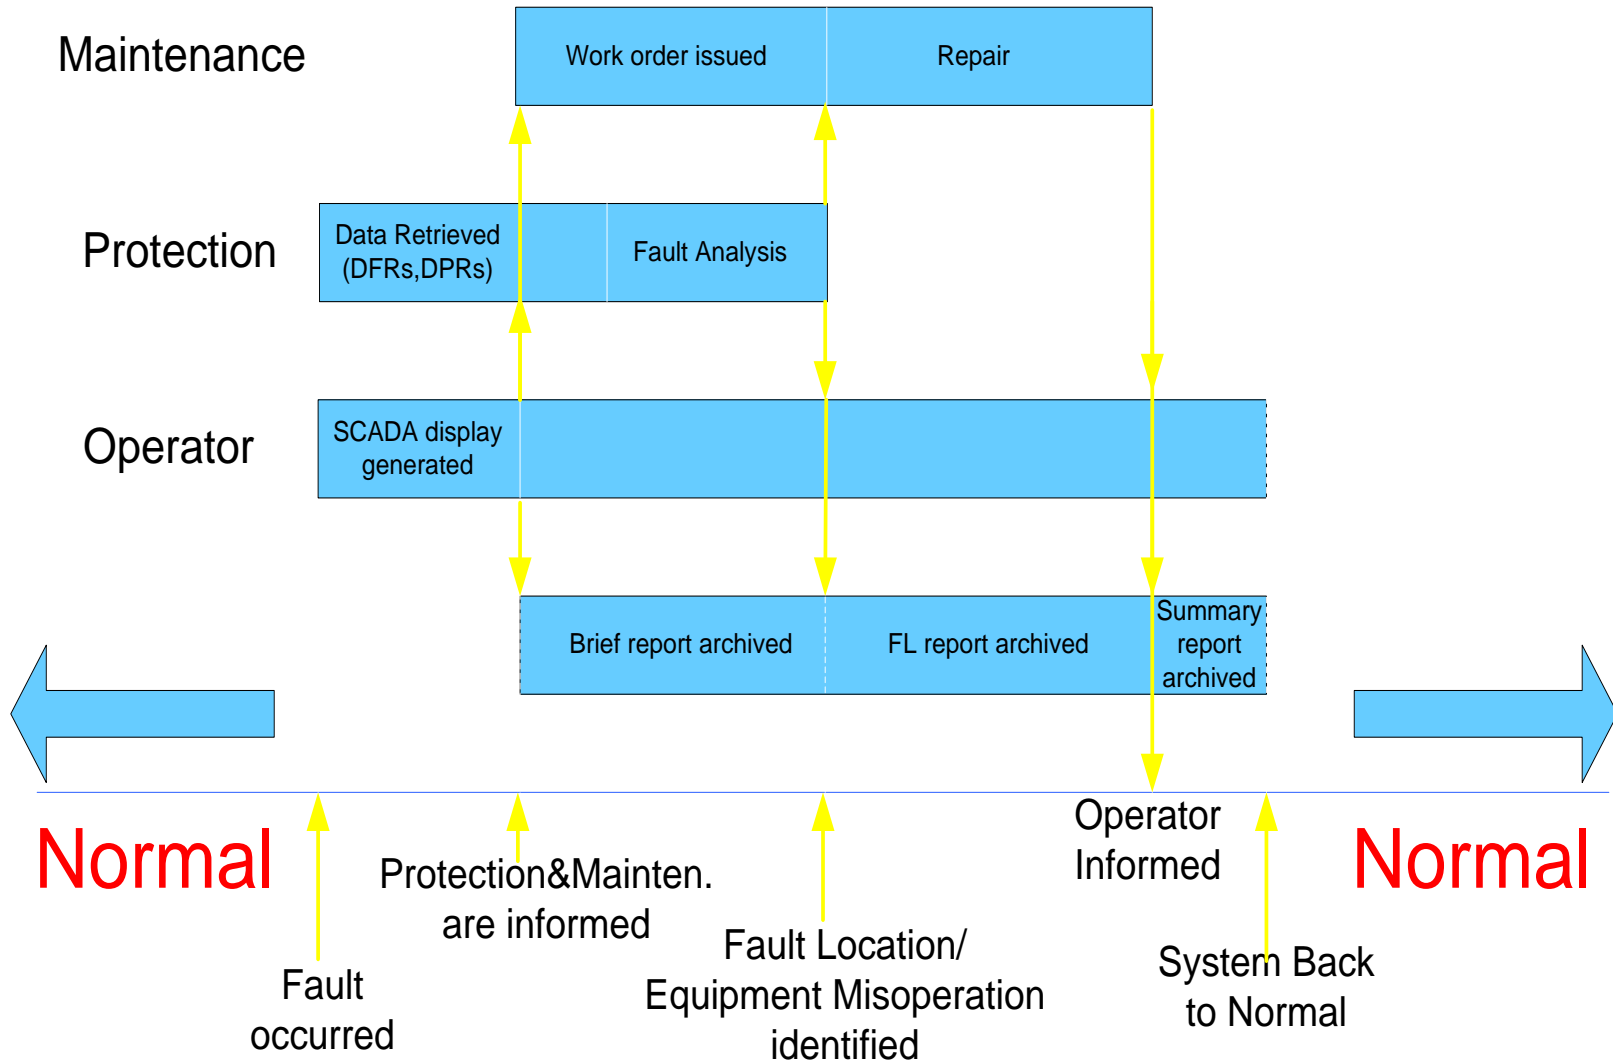 Maintenance
Work order issued
Repair
Protection
Data Retrieved
(DFRs,DPRs)
Fault Analysis
Operator
SCADA display
generated
Brief report archived
FL report archived
Summary
report
archived
Normal
Fault
occurred
Protection&Mainten.
are informed
Fault Location/
Equipment Misoperation
identified
Operator
Informed
System Back
to Normal
Normal